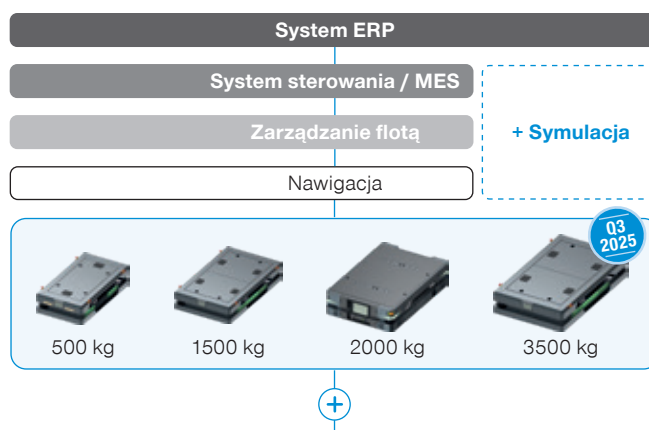 System ERP
System sterowania / MES
Zarządzanie flotą
+ Symulacja
Nawigacja
Q3
2025
500 kg
1500 kg
2000 kg
3500 kg
+